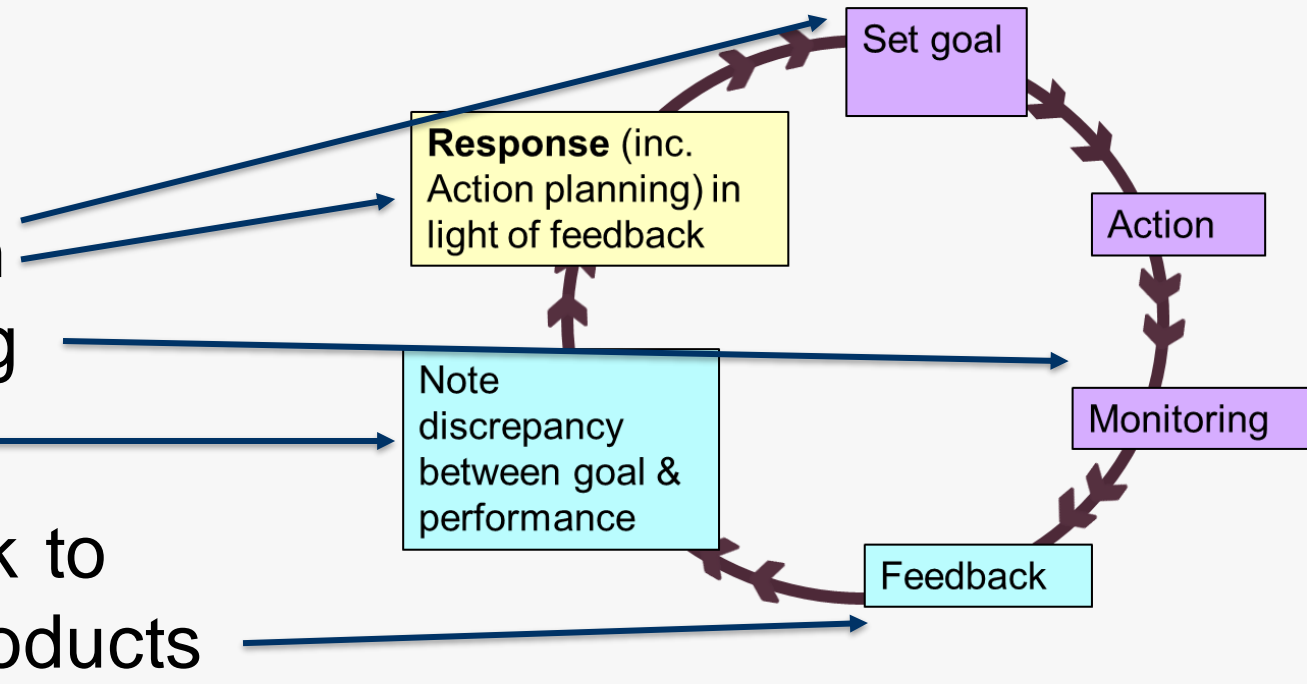 Set goal
Response (inc.
Action planning) in
light of feedback
Action
g
Note
discrepancy
between goal &
performance
Monitoring
k to
Feedback
oducts